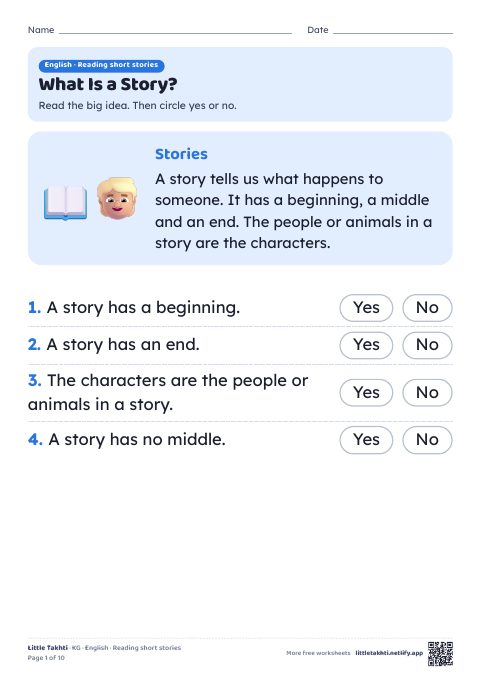 Name Date
English · Reading short stories
What Is a Story?
Read the big idea. Then circle yes or no.
Stories
A story tells us what happens to
someone. It has a beginning, a middle
and an end. The people or animals in a
story are the characters.
1. A story has a beginning. Yes No
2. A story has an end. Yes No
3. The characters are the people or
animals in a story. Yes No
4. A story has no middle. Yes No
Little Takhti · KG · English · Reading short stories
Page 1 of 10
More free worksheets littletakhti.netlify.app